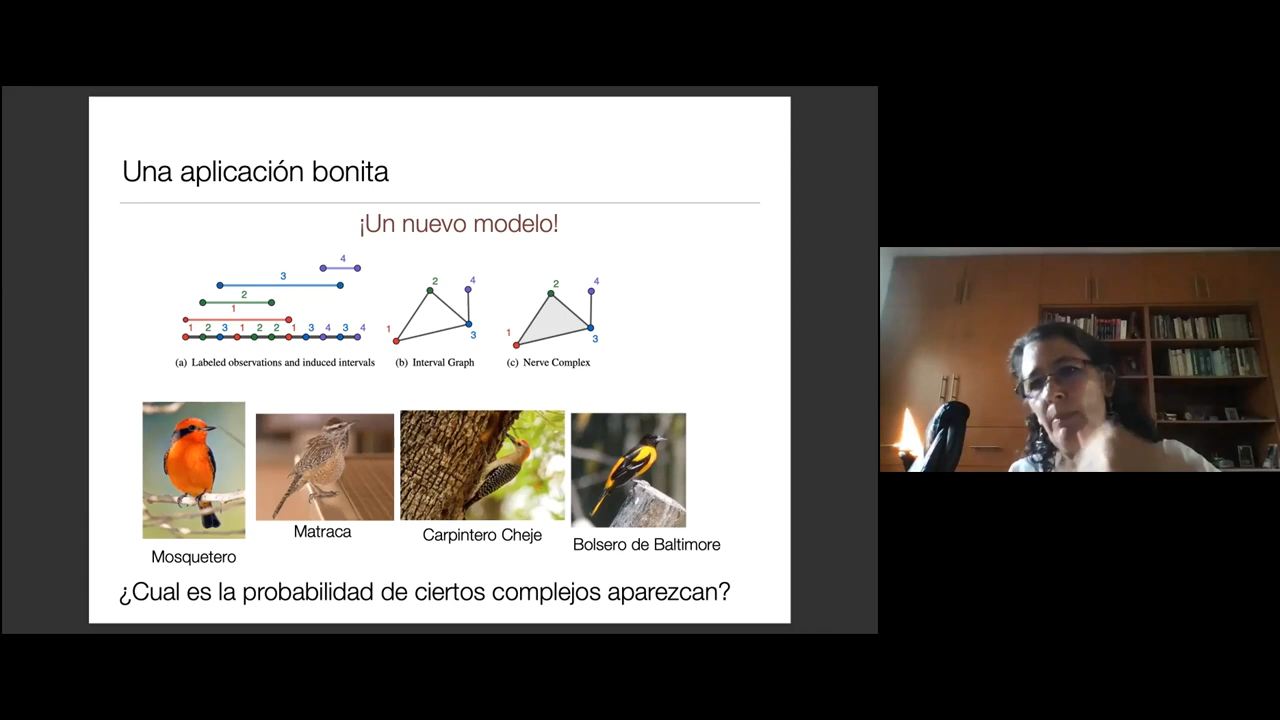 Una aplicación bonita
¡Un nuevo modelo!
4
3
2
1
1 2 3 1 2 2 1 3 4 3 4
2 4
1
3
2 4
1
3
(a) Labeled observations and induced intervals (b) Interval Graph (c) Nerve Complex
Matraca
Carpintero Cheje
Bolsero de Baltimore
Mosquetero
¿Cual es la probabilidad de ciertos complejos aparezcan?